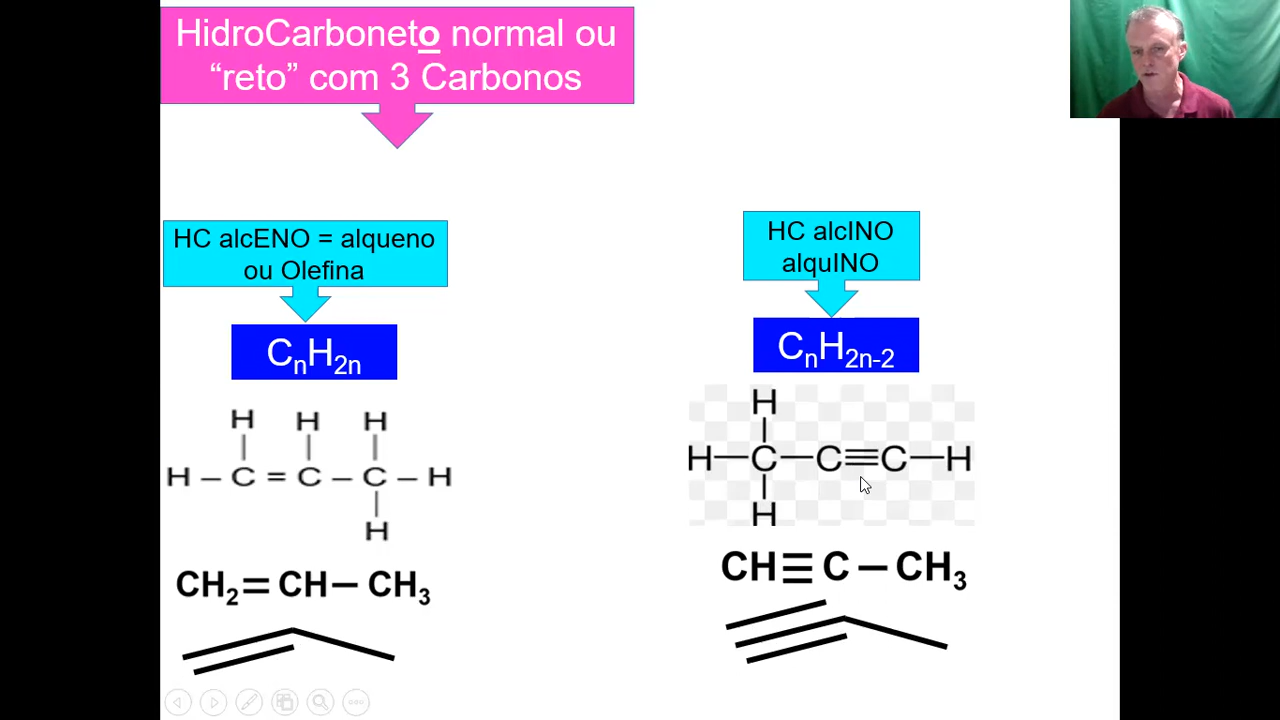 HidroCarboneto normal ou
“reto” com 3 Carbonos
HC alcENO = alqueno
ou Olefina
CnH2n
H H H
H – C = C – C – H
H
CH2=CH–CH3
HC alcINO
alquINO
CnH2n-2
H
H–C–C≡C–H
H
CH≡C–CH3